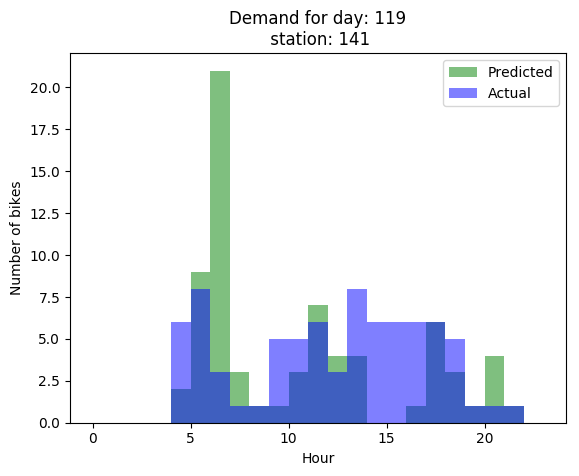 Demand for day: 119
station: 141
Predicted
Actual
20.0
17.5
15.0
12.5
10.0
7.5
5.0
2.5
0.0
Number of bikes
0 5 10 15 20
Hour